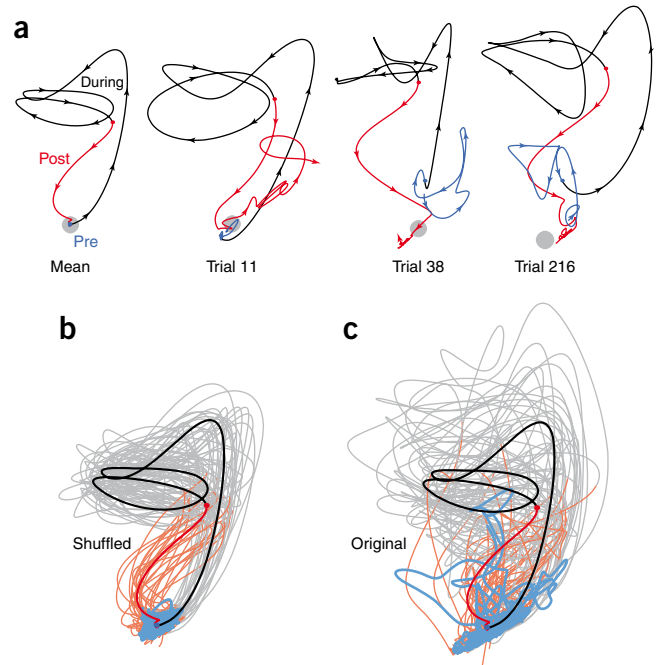 a
During
Post
Pre
Mean
Trial 11
Trial 38
Trial 216
b
c
Shuffled
Original